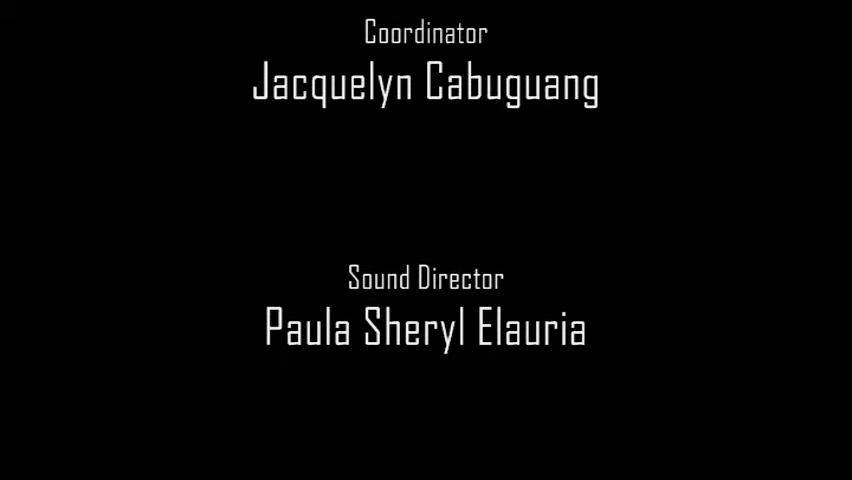 Coordinator
Jacquelyn Cabuguang
Sound Director
Paula Sheryl Elauria